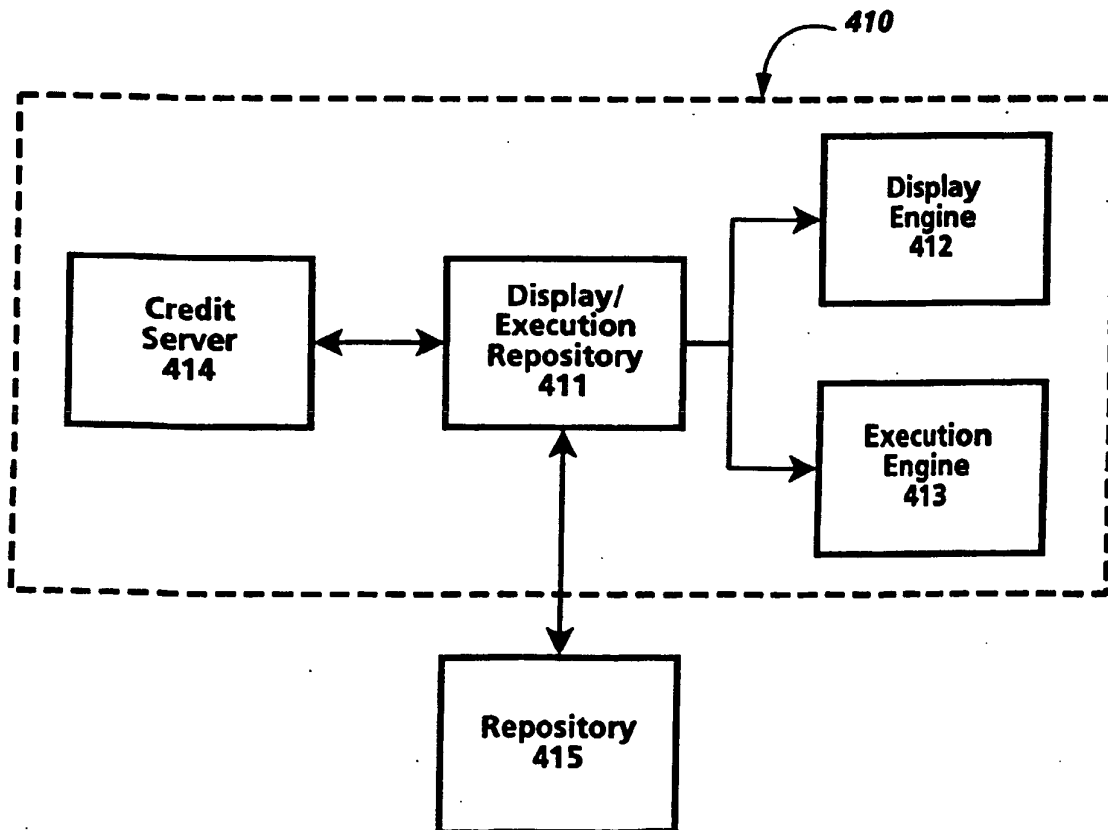 410
Display
Engine
412
Credit
Server
414
Display/
Execution
Repository
411
Execution
Engine
413
Repository
415